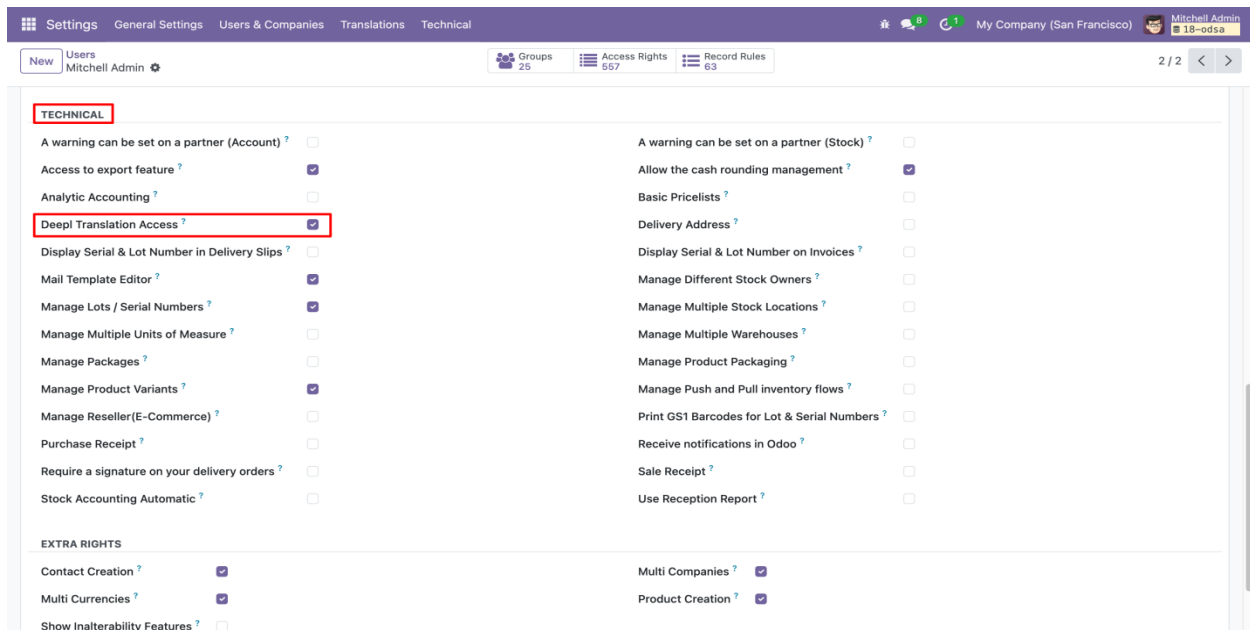 Settings General Settings Users & Companies Translations Technical 8 1 My Company (San Francisco) Mitchell Admin
18-odsa
New Users Groups Access Rights Record Rules
Mitchell Admin 25 557 63 2 / 2
TECHNICAL
A warning can be set on a partner (Account) ? A warning can be set on a partner (Stock) ?
Access to export feature ? Allow the cash rounding management ?
Analytic Accounting ? Basic Pricelists ?
Deepl Translation Access ? Delivery Address ?
Display Serial & Lot Number in Delivery Slips ? Display Serial & Lot Number on Invoices ?
Mail Template Editor ? Manage Different Stock Owners ?
Manage Lots / Serial Numbers ? Manage Multiple Stock Locations ?
Manage Multiple Units of Measure ? Manage Multiple Warehouses ?
Manage Packages ? Manage Product Packaging ?
Manage Product Variants ? Manage Push and Pull inventory flows ?
Manage Reseller(E-Commerce) ? Print GS1 Barcodes for Lot & Serial Numbers ?
Purchase Receipt ? Receive notifications in Odoo ?
Require a signature on your delivery orders ? Sale Receipt ?
Stock Accounting Automatic ? Use Reception Report ?
EXTRA RIGHTS
Contact Creation ? Multi Companies ?
Multi Currencies ? Product Creation ?
Show Inalterability Features ?